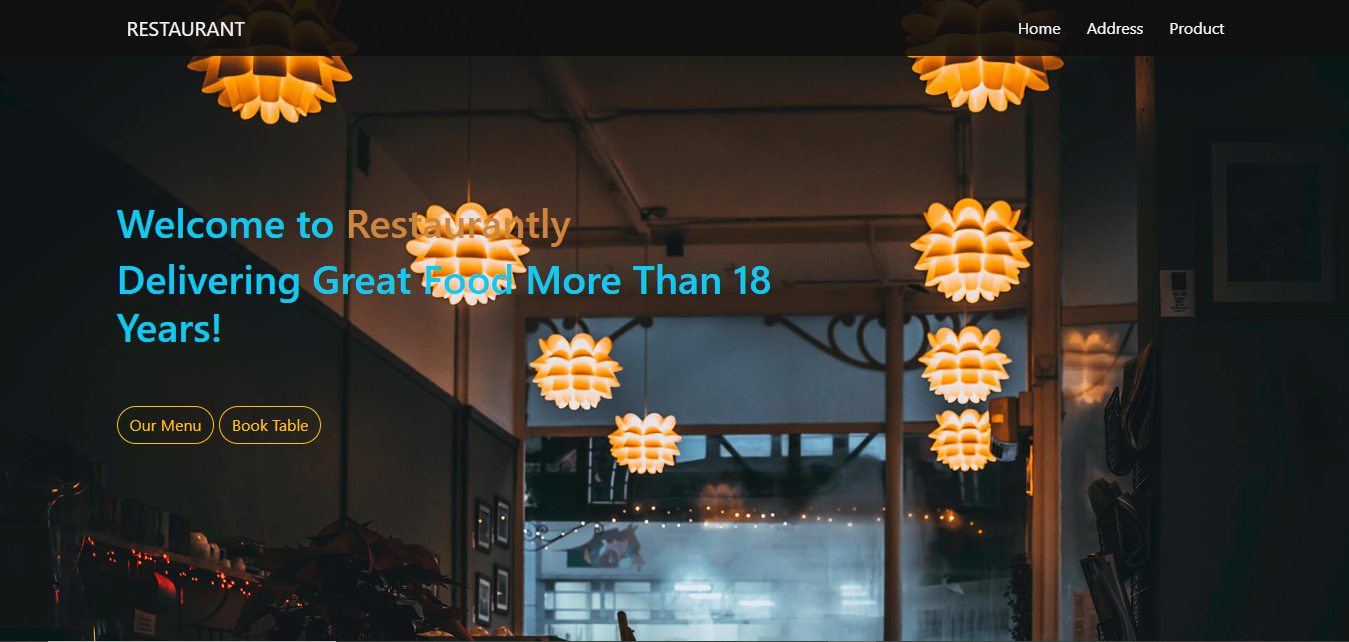 RESTAURANT Home Address Product
Welcome to Restaurantly
Delivering Great Food More Than 18
Years!
Our Menu Book Table